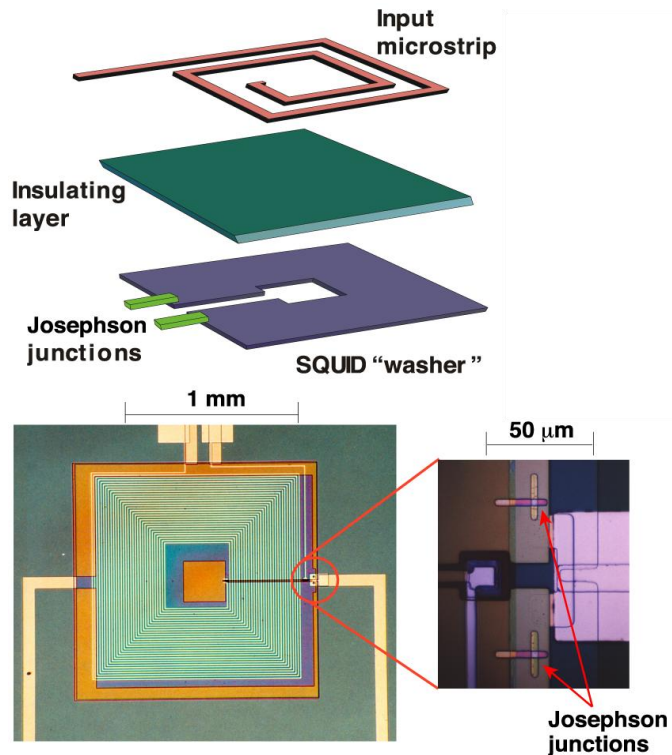 Input
microstrip
Insulating
layer
Josephson
junctions
SQUID “washer ”
1 mm
50 μm
Josephson
junctions